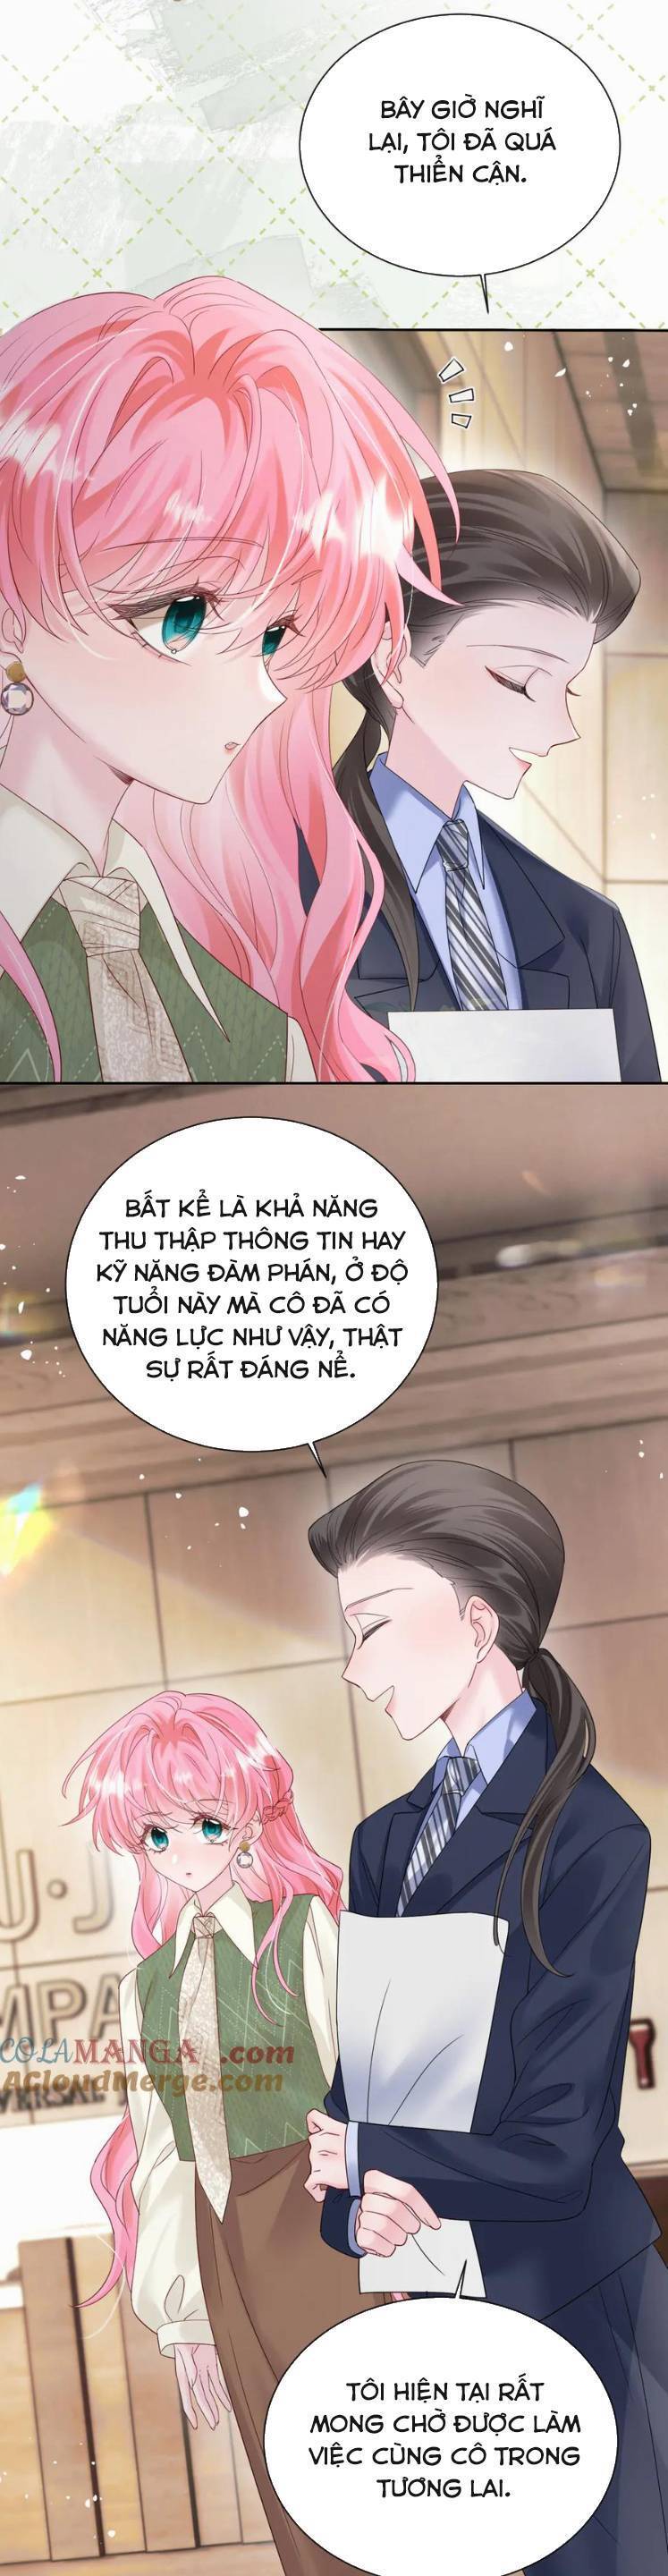 BÂY GIỜ NGHĨ
LẠI, TÔI ĐÃ QUÁ
THIỂN CẬN.
BẤT KỂ LÀ KHẢ NĂNG
THU THẬP THÔNG TIN HAY
KỸ NĂNG ĐÀM PHÁN, Ở ĐỘ
TUỔI NÀY MÀ CÔ ĐÃ CÓ
NĂNG LỰC NHƯ VẬY, THẬT
SỰ RẤT ĐÁNG NỂ.
U·J
MPA
COLAMANGA.com
ACloudMerge.com
VERSA
TÔI HIỆN TẠI RẤT
MONG CHỜ ĐƯỢC LÀM
VIỆC CÙNG CÔ TRONG
TƯƠNG LAI.